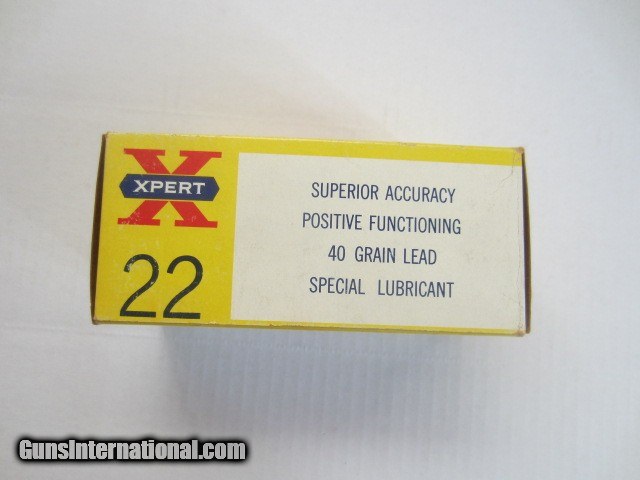 XPERT
22
SUPERIOR ACCURACY
POSITIVE FUNCTIONING
40 GRAIN LEAD
SPECIAL LUBRICANT
GunsInternational.com